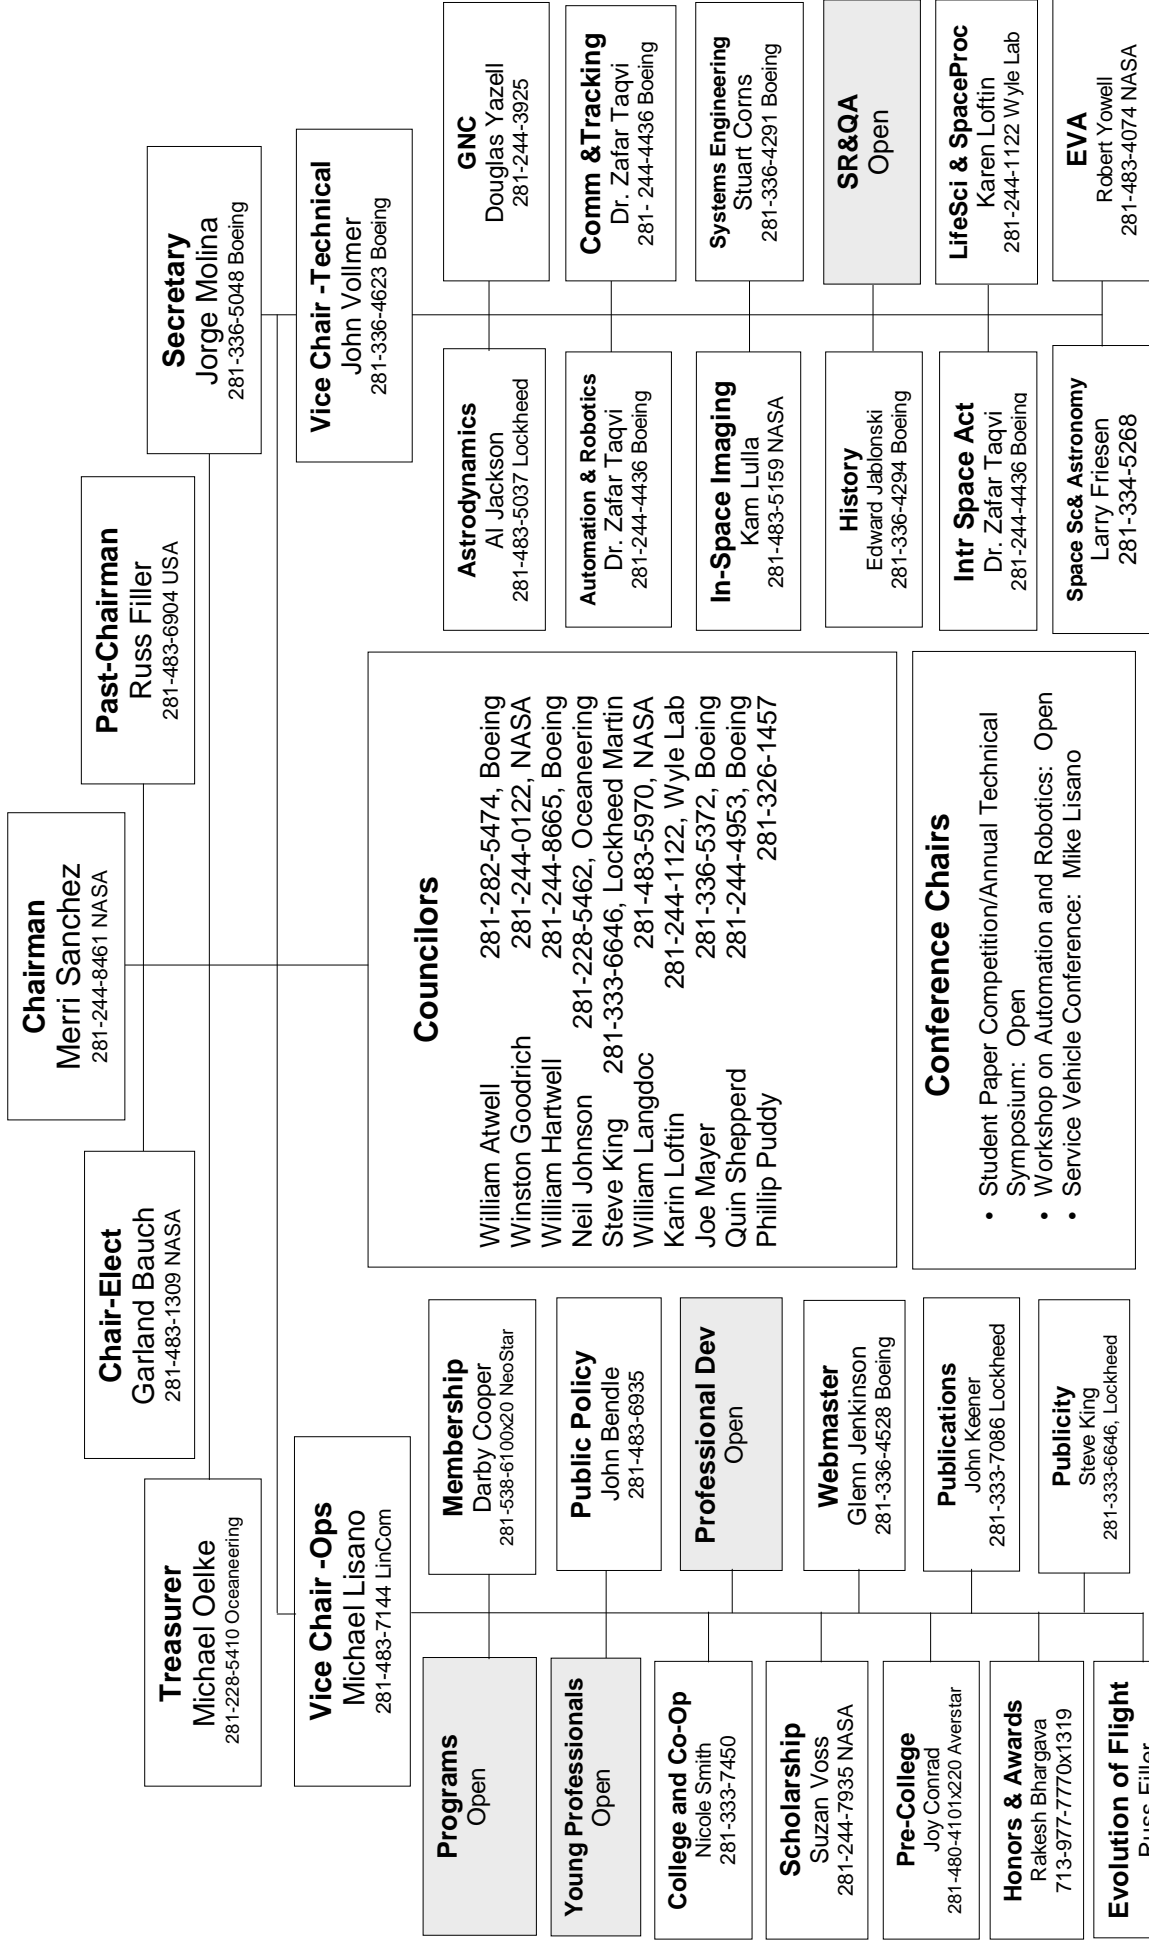 Chairman
Merri Sanchez
281-244-8461 NASA
Chair-Elect
Garland Bauch
281-483-1309 NASA
Past-Chairman
Russ Filler
281-483-6904 USA
Treasurer
Michael Oelke
281-228-5410 Oceaneering
Secretary
Jorge Molina
281-336-5048 Boeing
Vice Chair -Ops
Michael Lisano
281-483-7144 LinCom
Vice Chair -Technical
John Vollmer
281-336-4623 Boeing
Programs
Open
Membership
Darby Cooper
281-538-6100x20 NeoStar
Young Professionals
Open
Public Policy
John Bendle
281-483-6935
College and Co-Op
Nicole Smith
281-333-7450
Professional Dev
Open
Scholarship
Suzan Voss
281-244-7935 NASA
Webmaster
Glenn Jenkinson
281-336-4528 Boeing
Pre-College
Joy Conrad
281-480-4101x220 Averstar
Publications
John Keener
281-333-7086 Lockheed
Honors & Awards
Rakesh Bhargava
713-977-7770x1319
Publicity
Steve King
281-333-6646, Lockheed
Evolution of Flight
Russ Filler
Councilors
William Atwell 281-282-5474, Boeing
Winston Goodrich 281-244-0122, NASA
William Hartwell 281-244-8665, Boeing
Neil Johnson 281-228-5462, Oceaneering
Steve King 281-333-6646, Lockheed Martin
William Langdoc 281-483-5970, NASA
Karin Loftin 281-244-1122, Wyle Lab
Joe Mayer 281-336-5372, Boeing
Quin Shepperd 281-244-4953, Boeing
Phillip Puddy 281-326-1457
Conference Chairs
• Student Paper Competition/Annual Technical
Symposium: Open
• Workshop on Automation and Robotics: Open
• Service Vehicle Conference: Mike Lisano
Astrodynamics
Al Jackson
281-483-5037 Lockheed
GNC
Douglas Yazell
281-244-3925
Automation & Robotics
Dr. Zafar Taqvi
281-244-4436 Boeing
Comm &Tracking
Dr. Zafar Taqvi
281- 244-4436 Boeing
In-Space Imaging
Kam Lulla
281-483-5159 NASA
Systems Engineering
Stuart Corns
281-336-4291 Boeing
History
Edward Jablonski
281-336-4294 Boeing
SR&QA
Open
Intr Space Act
Dr. Zafar Taqvi
281-244-4436 Boeing
LifeSci & SpaceProc
Karen Loftin
281-244-1122 Wyle Lab
Space Sc& Astronomy
Larry Friesen
281-334-5268
EVA
Robert Yowell
281-483-4074 NASA